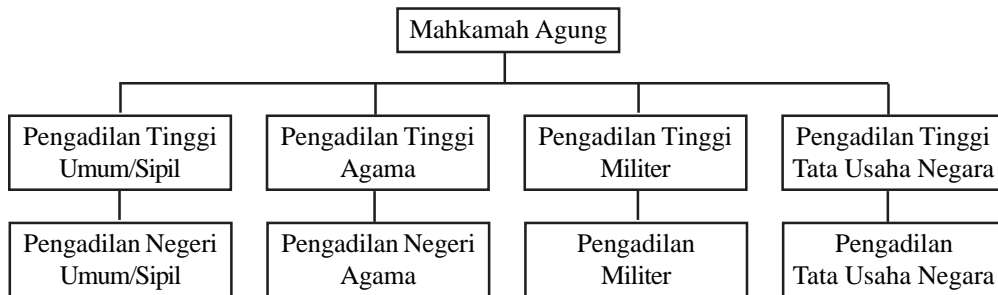 Mahkamah Agung
Pengadilan Tinggi
Umum/Sipil
Pengadilan Tinggi
Agama
Pengadilan Tinggi
Militer
Pengadilan Tinggi
Tata Usaha Negara
Pengadilan Negeri
Umum/Sipil
Pengadilan Negeri
Agama
Pengadilan
Militer
Pengadilan
Tata Usaha Negara